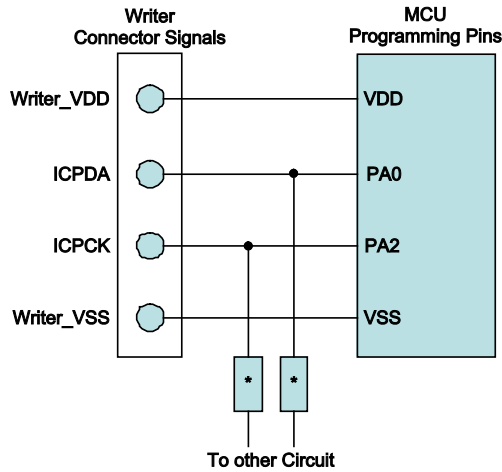 Writer
Connector Signals
MCU
Programming Pins
Writer_VDD
VDD
ICPDA
PA0
ICPCK
PA2
Writer_VSS
VSS
* *
To other Circuit